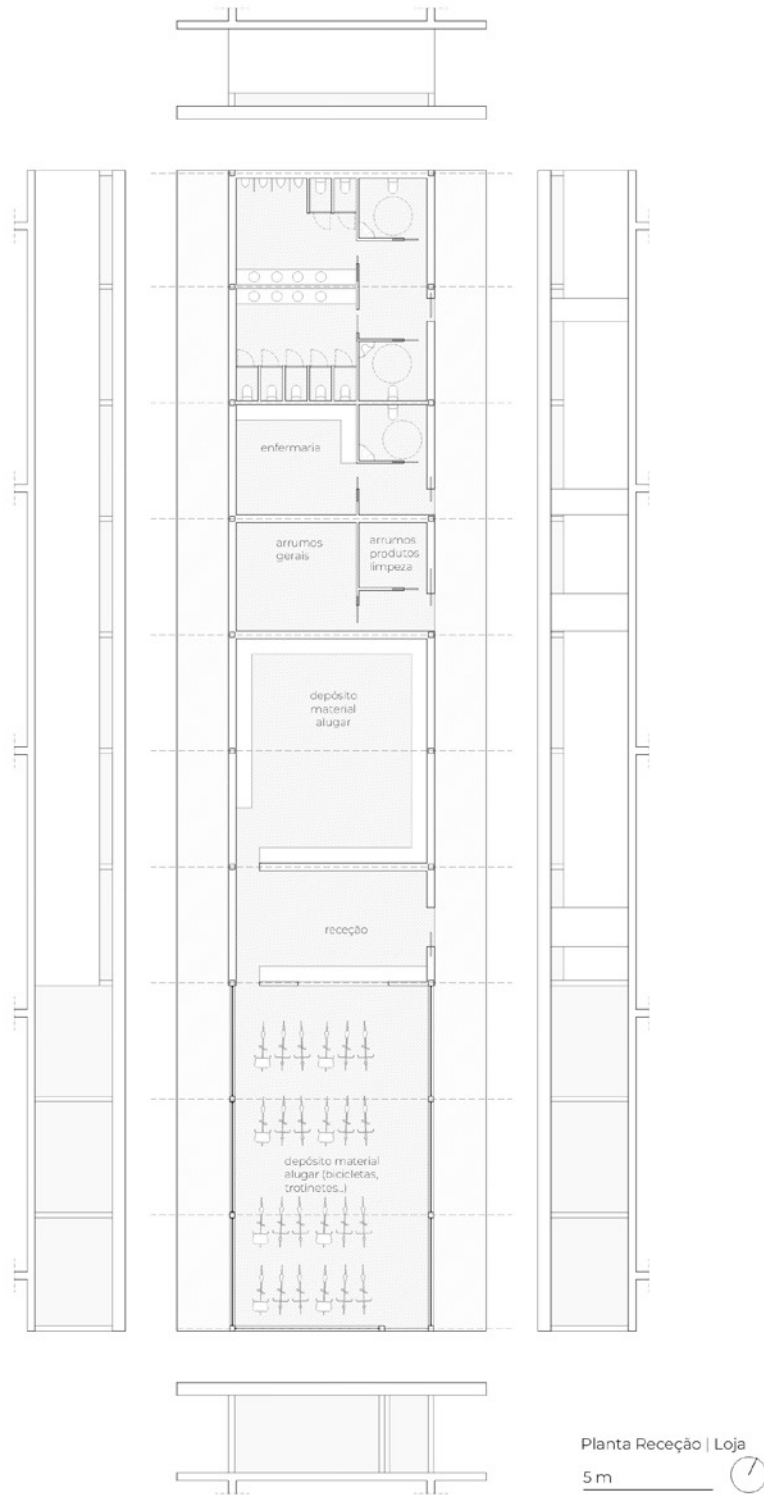 enfermaria
arrumos
gerais
arrumos
produtos
limpeza
depósito
material
alugar
receção
depósito material
alugar (bicicletas,
trotinetes...)
Planta Receção | Loja
5 m